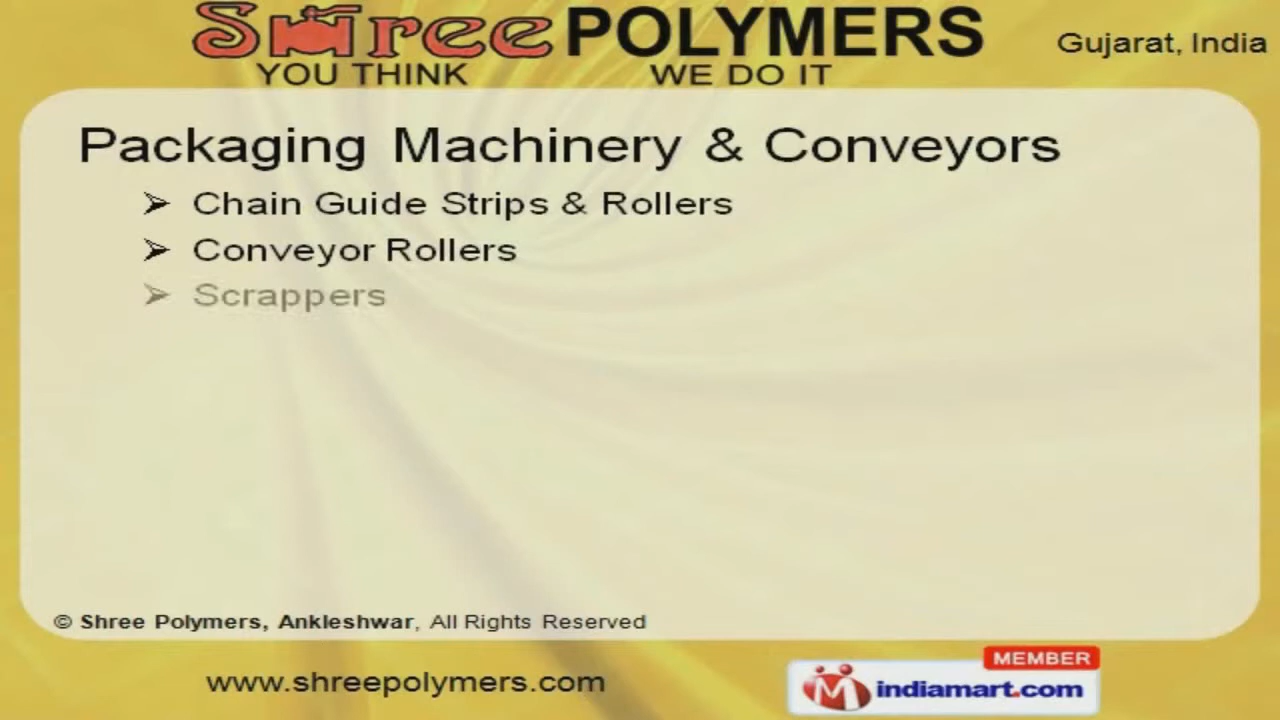 Shree POLYMERS
Gujarat, India
YOU THINK WE DO IT
Packaging Machinery & Conveyors
➢ Chain Guide Strips & Rollers
➢ Conveyor Rollers
➢ Scrappers
© Shree Polymers, Ankleshwar, All Rights Reserved
www.shreepolymers.com
MEMBER
indiamart.com